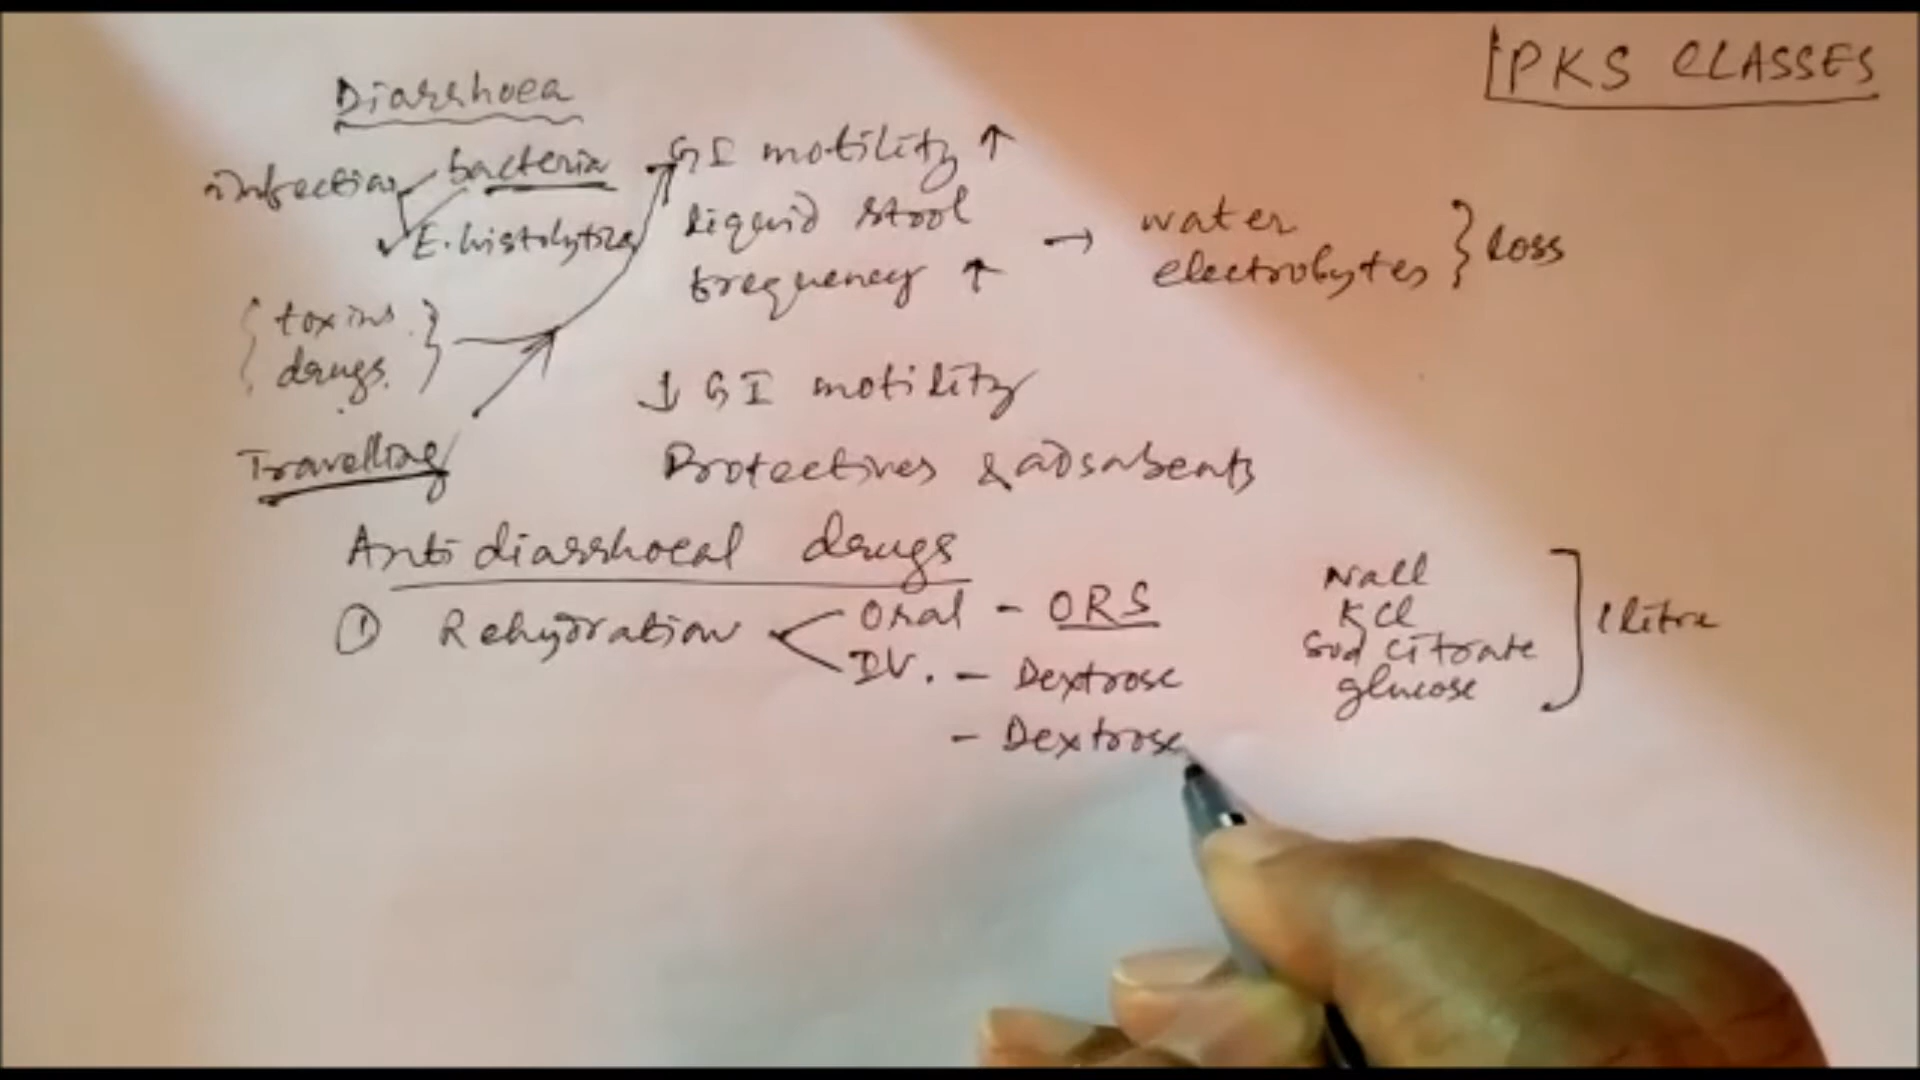 PKS CLASSES
Diarrhoea
infection bacteria
E. histolytica
toxins
drugs
Travelling
GI motility ↑
liquid stool
frequency ↑ → water
electrolytes } loss
↓ GI motility
Protectives & adsabents
Antidiarrhoeal drugs
① Rehydration Oral - ORS
IV. - Dextrose
- Dextrose
NaCl
KCl
Sod citrate
glucose
1 litre